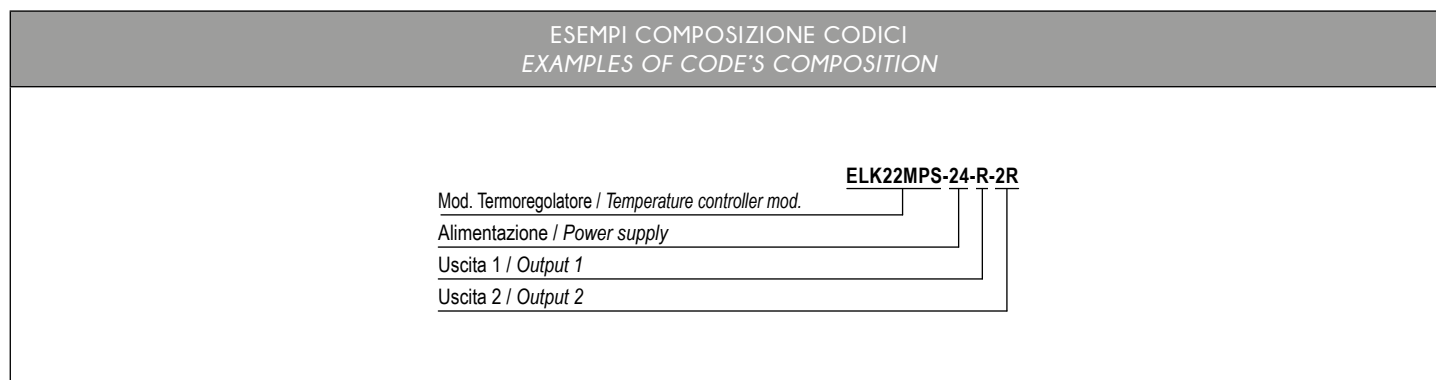 ESEMPI COMPOSIZIONE CODICI
EXAMPLES OF CODE'S COMPOSITION
ELK22MPS-24-R-2R
Mod. Termoregolatore / Temperature controller mod.
Alimentazione / Power supply
Uscita 1 / Output 1
Uscita 2 / Output 2